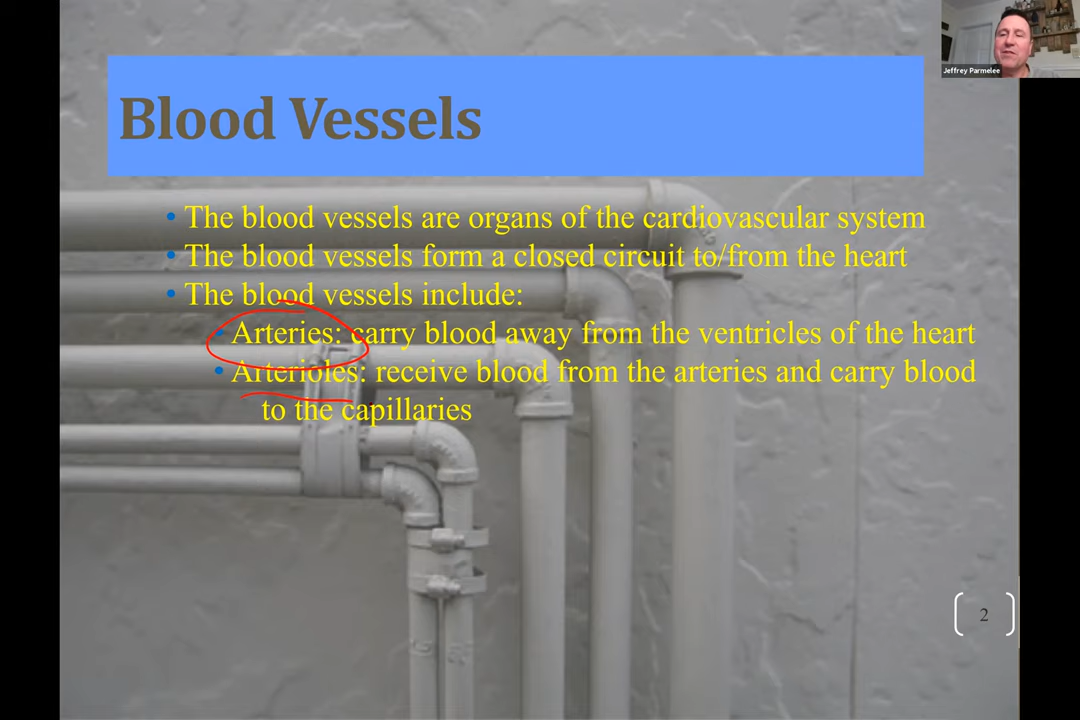 Jeffrey Parmelee
Blood Vessels
• The blood vessels are organs of the cardiovascular system
• The blood vessels form a closed circuit to/from the heart
• The blood vessels include:
• Arteries: carry blood away from the ventricles of the heart
• Arterioles: receive blood from the arteries and carry blood
to the capillaries
2